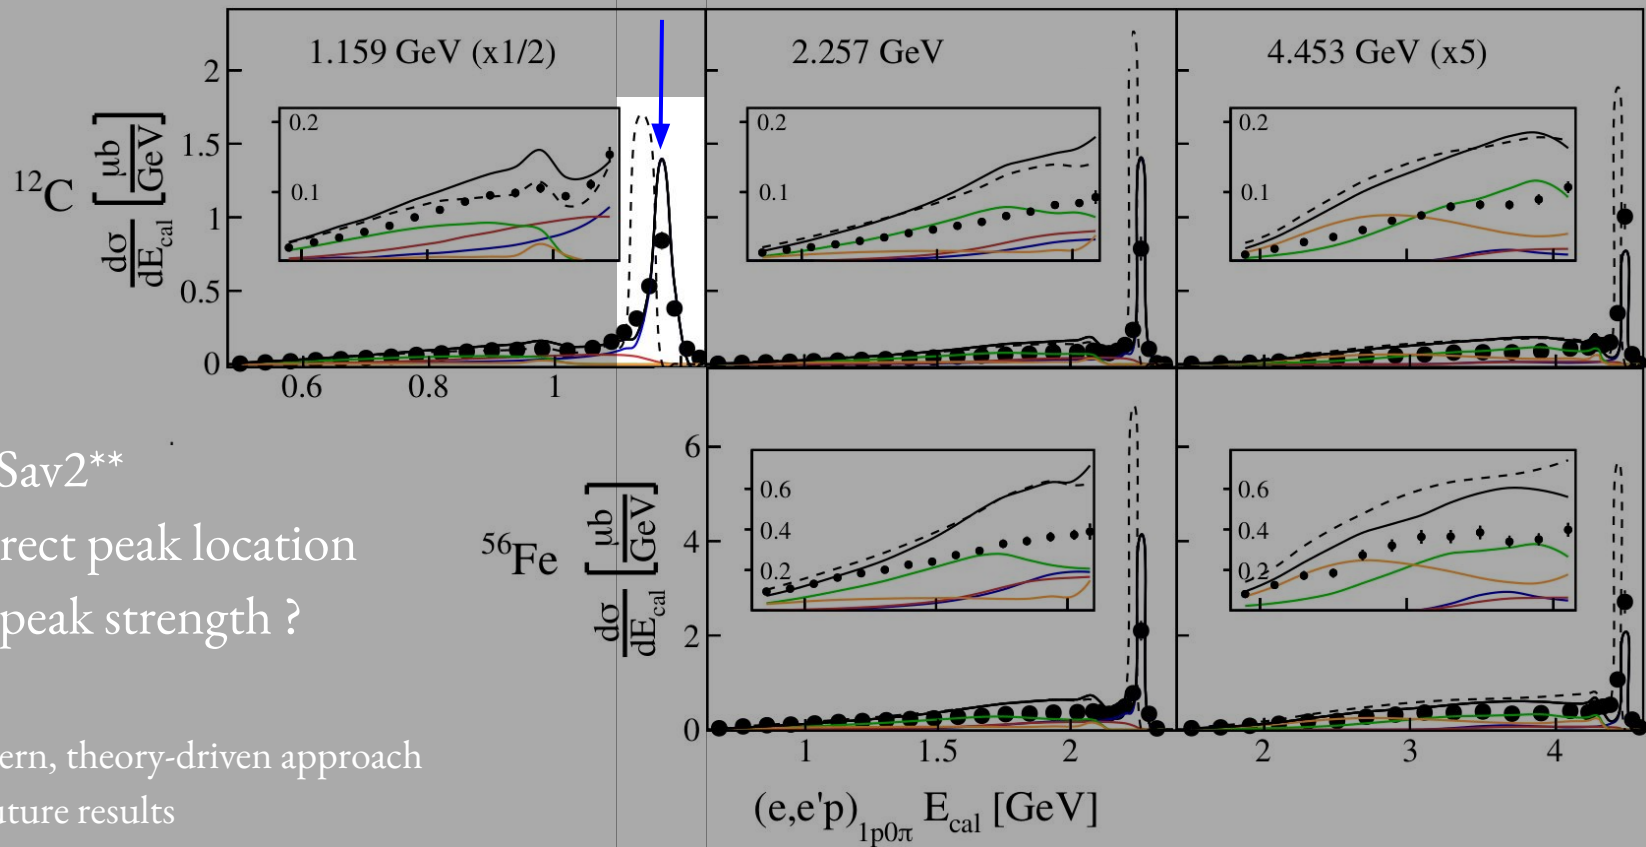 1.159 GeV (x1/2)
2.257 GeV
4.453 GeV (x5)
2
1.5
1
0.5
0
0.2
0.1
0.2
0.1
0.2
0.1
¹²C
dσ/dE_cal [μb/GeV]
0.6 0.8 1
Sav2**
rect peak location
peak strength ?
ern, theory-driven approach
uture results
⁵⁶Fe
dσ/dE_cal [μb/GeV]
6
4
2
0
0.6
0.4
0.2
0.6
0.4
0.2
1 1.5 2
2 3 4
(e,e'p)_1p0π E_cal [GeV]